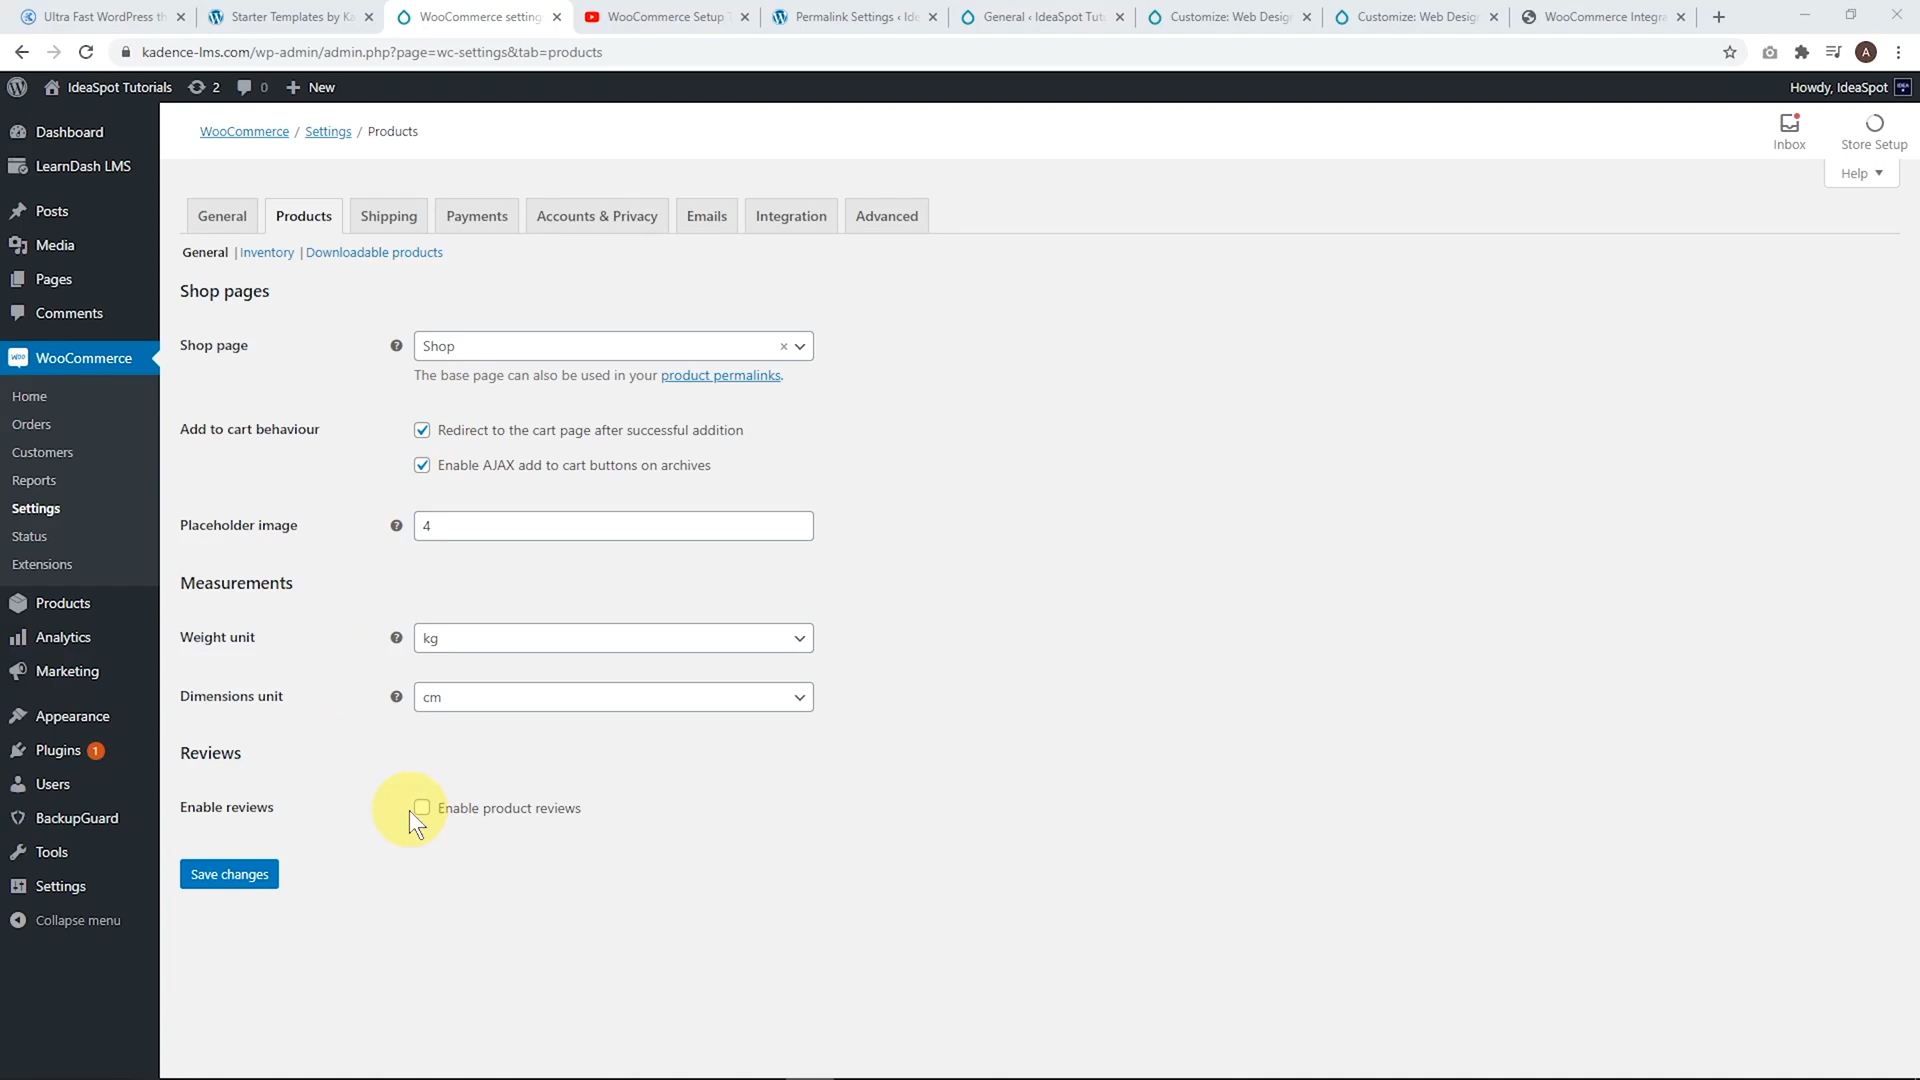 Ultra Fast WordPress th
Starter Templates by Ka
WooCommerce setting
WooCommerce Setup T
Permalink Settings ‹ Ide
General ‹ IdeaSpot Tuto
Customize: Web Design
Customize: Web Design
WooCommerce Integra
kadence-lms.com/wp-admin/admin.php?page=wc-settings&tab=products
A
IdeaSpot Tutorials
2
0
New
Howdy, IdeaSpot
Dashboard
LearnDash LMS
Posts
Media
Pages
Comments
WooCommerce
Home
Orders
Customers
Reports
Settings
Status
Extensions
Products
Analytics
Marketing
Appearance
Plugins 1
Users
BackupGuard
Tools
Settings
Collapse menu
WooCommerce / Settings / Products
Inbox
Store Setup
Help
General
Products
Shipping
Payments
Accounts & Privacy
Emails
Integration
Advanced
General | Inventory | Downloadable products
Shop pages
Shop page
Shop
The base page can also be used in your product permalinks.
Add to cart behaviour
Redirect to the cart page after successful addition
Enable AJAX add to cart buttons on archives
Placeholder image
4
Measurements
Weight unit
kg
Dimensions unit
cm
Reviews
Enable reviews
Enable product reviews
Save changes